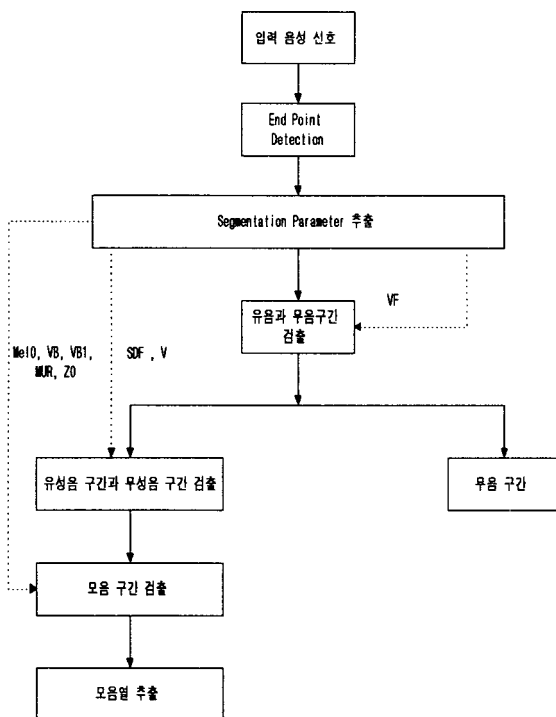 입력 음성 신호
End Point
Detection
Segmentation Parameter 추출
유음과 무음구간
검출
VF
Mel0, VB, VB1,
MUR, Z0
SDF , V
유성음 구간과 무성음 구간 검출
무음 구간
모음 구간 검출
모음열 추출